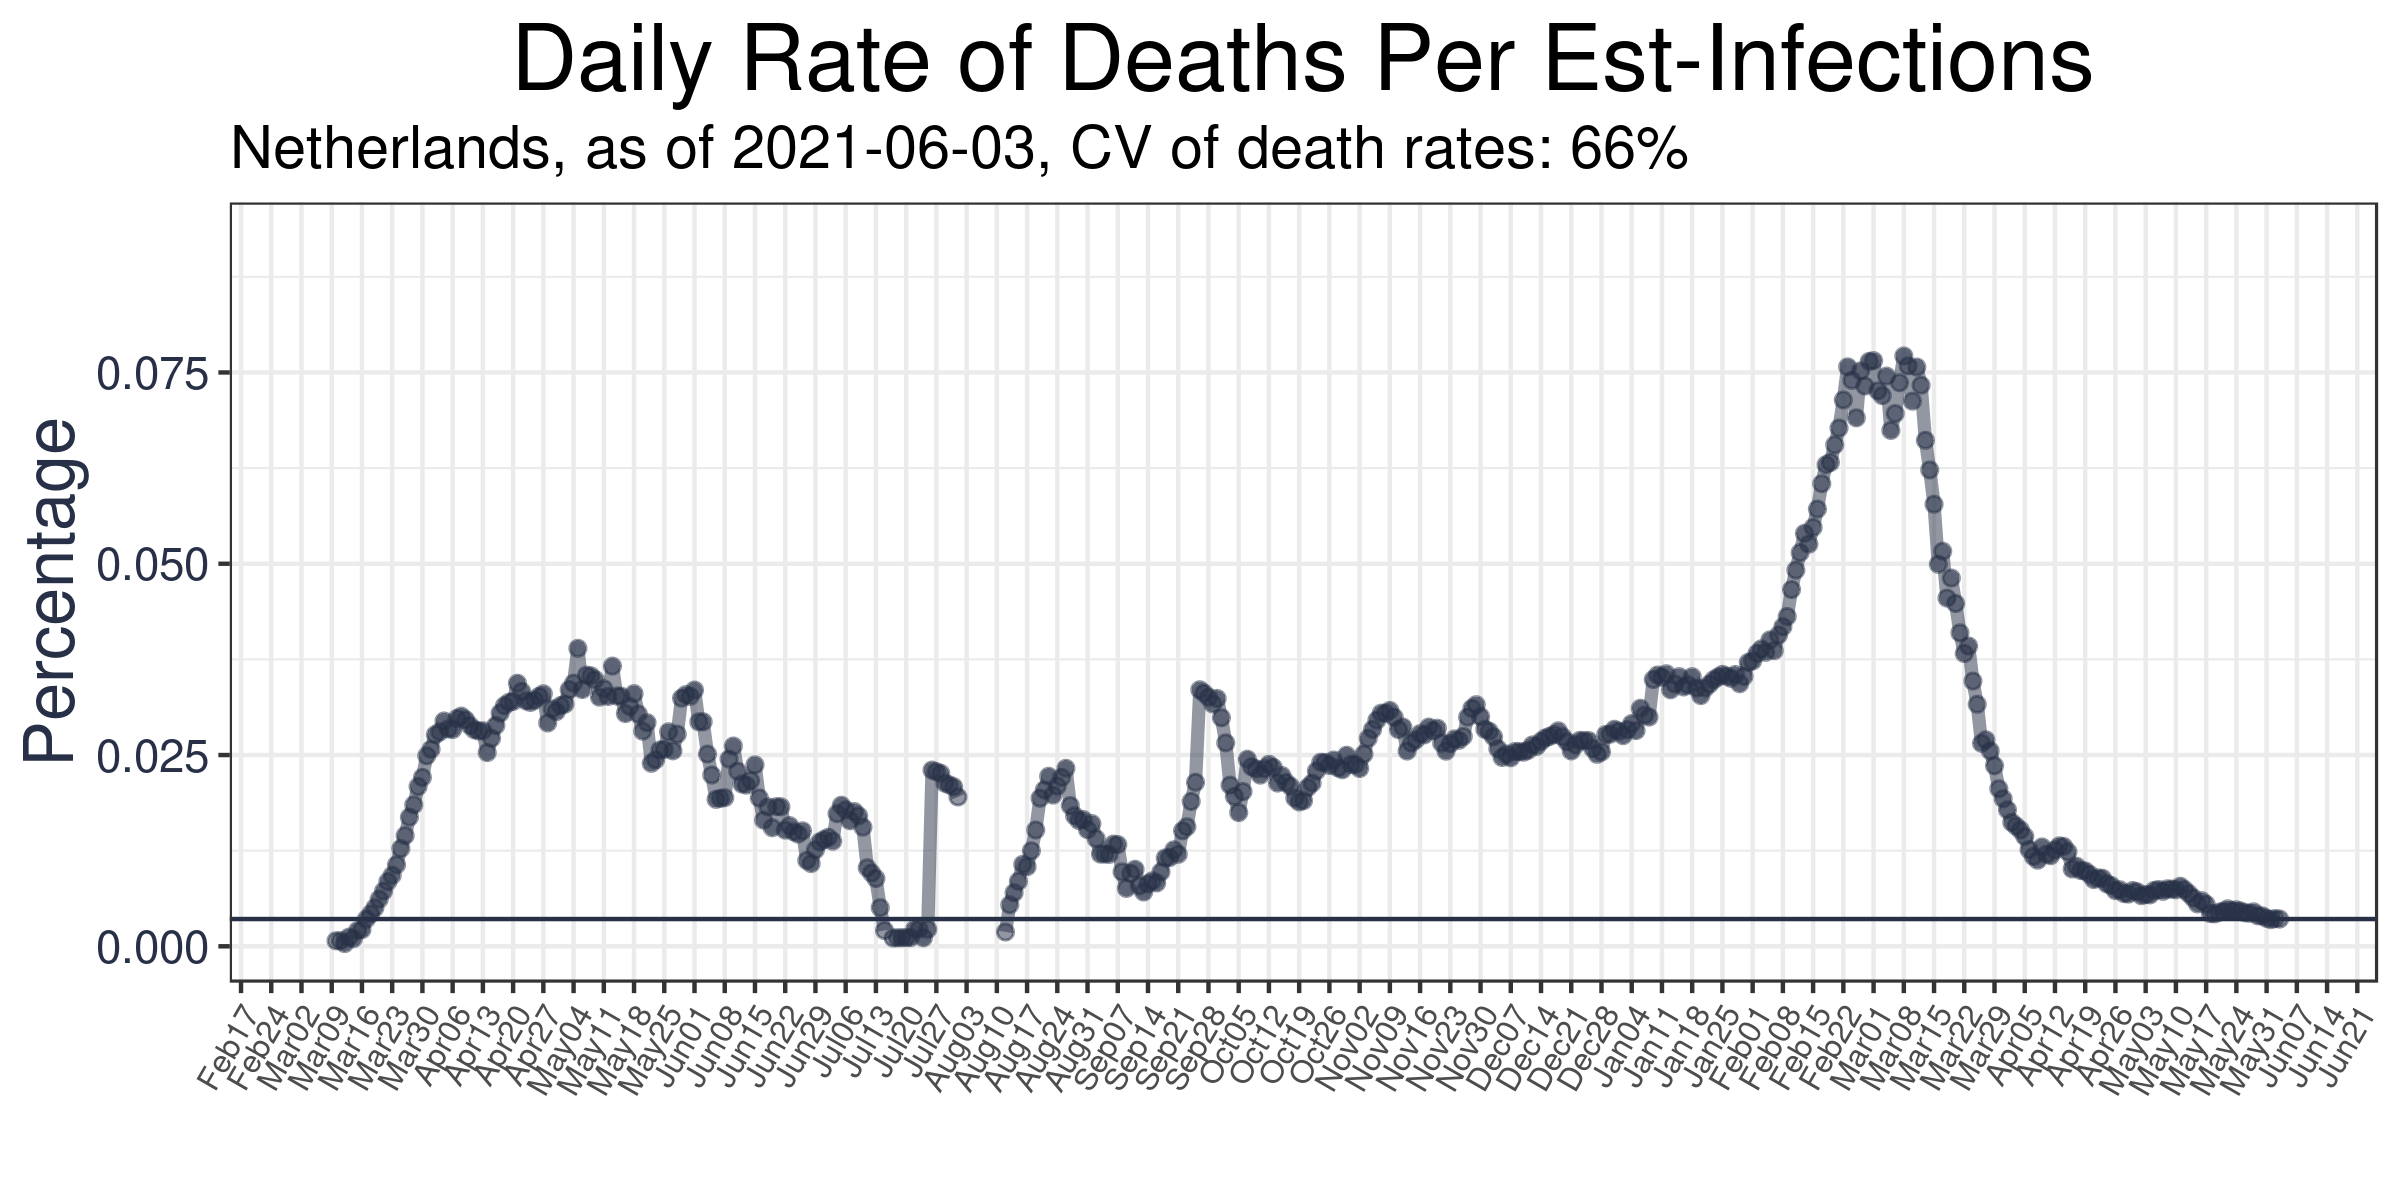 Daily Rate of Deaths Per Est-Infections
Netherlands, as of 2021-06-03, CV of death rates: 66%
Percentage
0.075
0.050
0.025
0.000
Feb17
Feb24
Mar02
Mar09
Mar16
Mar23
Mar30
Apr06
Apr13
Apr20
Apr27
May04
May11
May18
May25
Jun01
Jun08
Jun15
Jun22
Jun29
Jul06
Jul13
Jul20
Jul27
Aug03
Aug10
Aug17
Aug24
Aug31
Sep07
Sep14
Sep21
Sep28
Oct05
Oct12
Oct19
Oct26
Nov02
Nov09
Nov16
Nov23
Nov30
Dec07
Dec14
Dec21
Dec28
Jan04
Jan11
Jan18
Jan25
Feb01
Feb08
Feb15
Feb22
Mar01
Mar08
Mar15
Mar22
Mar29
Apr05
Apr12
Apr19
Apr26
May03
May10
May17
May24
May31
Jun07
Jun14
Jun21